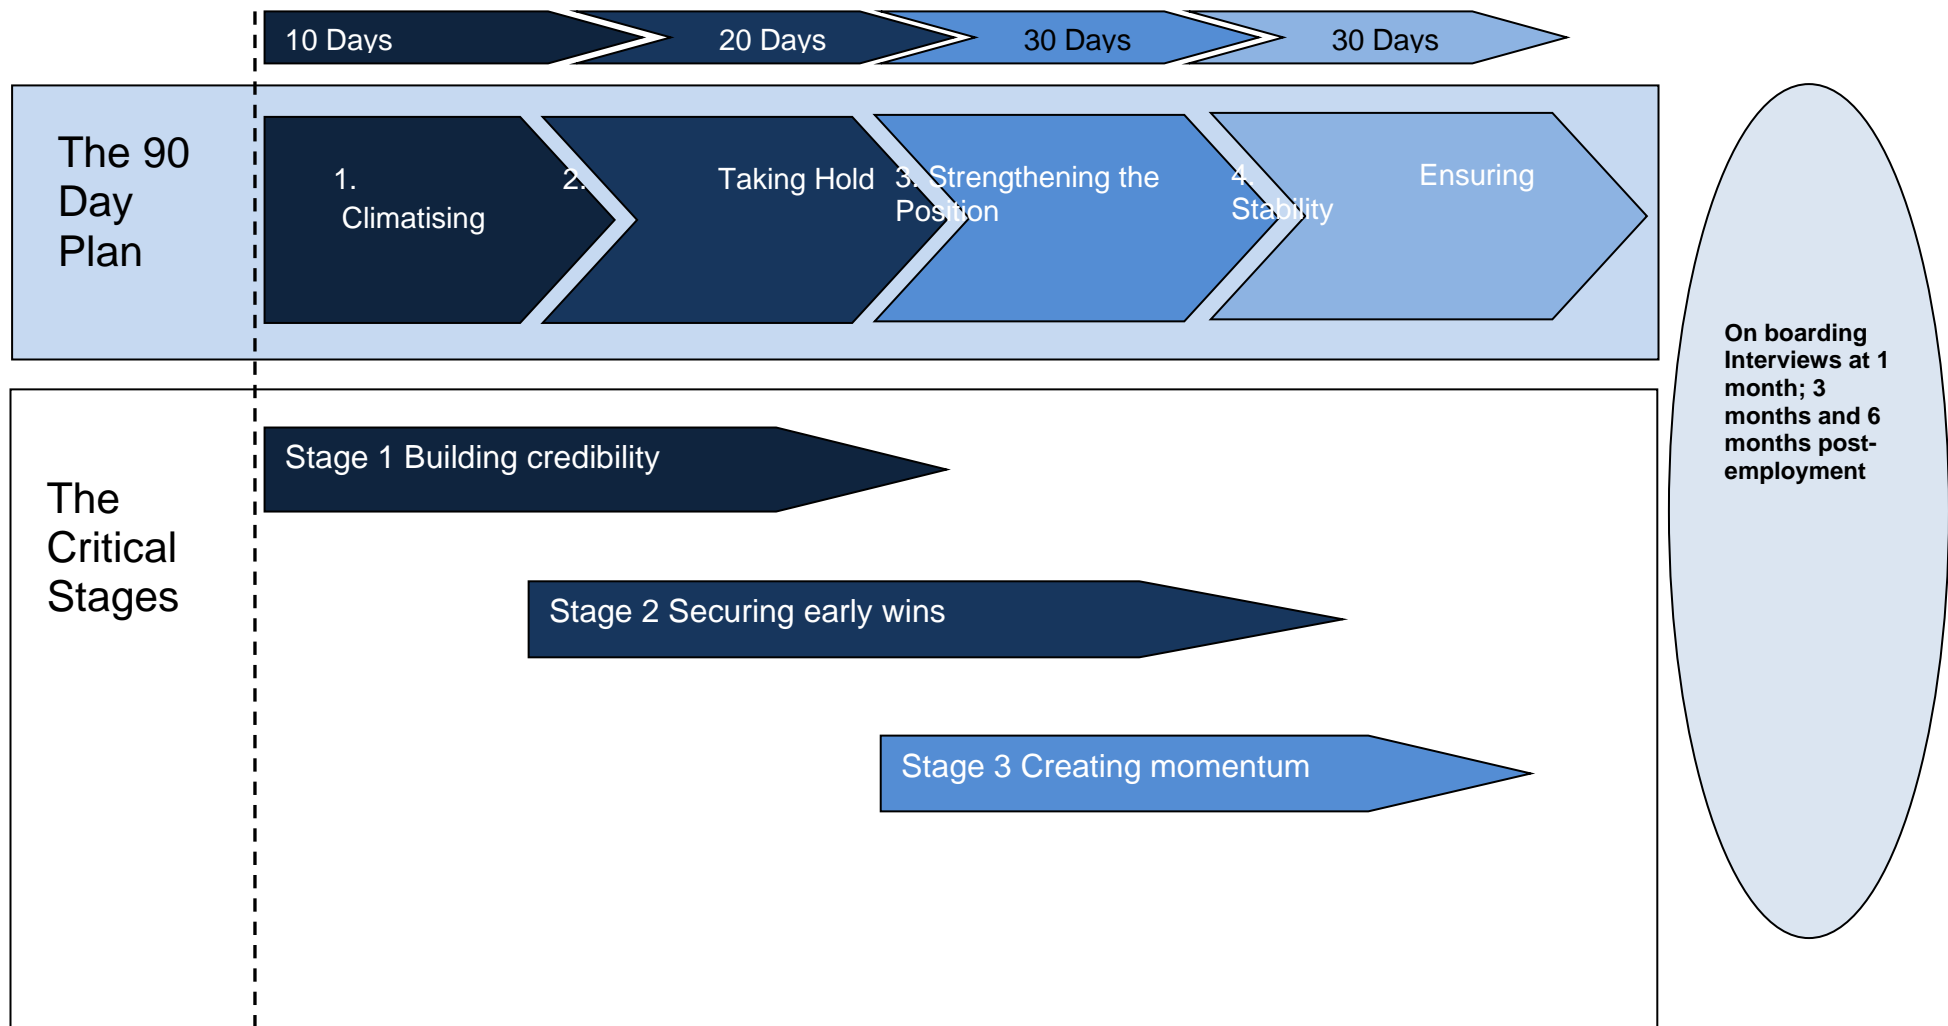 10 Days
20 Days
30 Days
30 Days
The 90
Day
Plan
1.
Climatising
2.
Taking Hold
3. Strengthening the
Position
4.
Ensuring
Stability
On boarding
Interviews at 1
month; 3
months and 6
months post-
employment
The
Critical
Stages
Stage 1 Building credibility
Stage 2 Securing early wins
Stage 3 Creating momentum